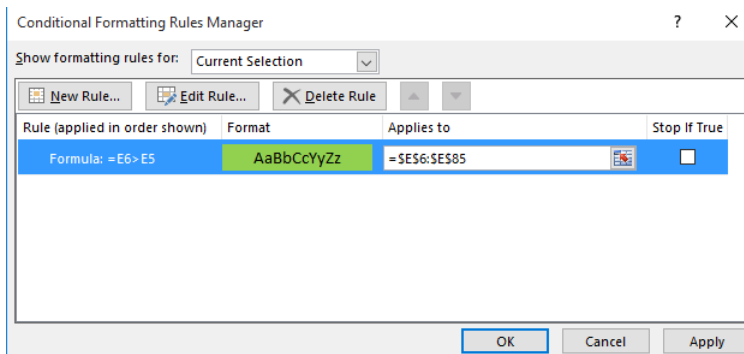 Conditional Formatting Rules Manager ?
Show formatting rules for: Current Selection
New Rule... Edit Rule... Delete Rule
Rule (applied in order shown) Format Applies to Stop If True
Formula: =E6>E5 AaBbCcYyZz =$E$6:$E$85
OK Cancel Apply